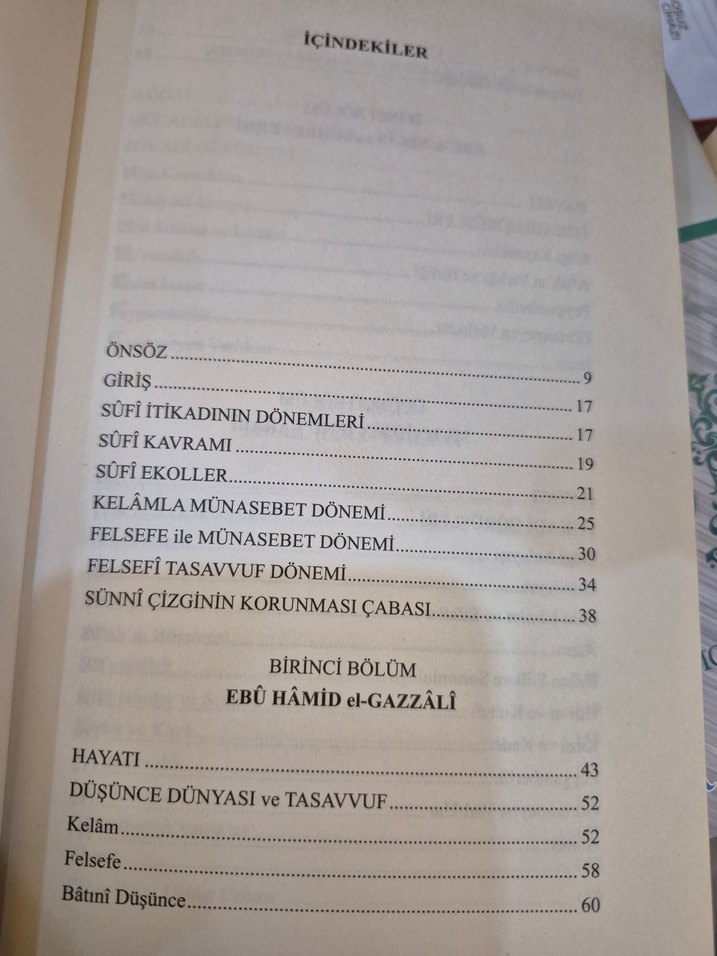 İÇİNDEKİLER
ÖNSÖZ.....9
GİRİŞ.....17
SÛFÎ İTİKADININ DÖNEMLERİ.....17
SÛFÎ KAVRAMI.....19
SÛFÎ EKOLLER.....21
KELÂMLA MÜNASEBET DÖNEMİ.....25
FELSEFE ile MÜNASEBET DÖNEMİ.....30
FELSEFÎ TASAVVUF DÖNEMİ.....34
SÜNNÎ ÇİZGİNİN KORUNMASI ÇABASI.....38
BİRİNCİ BÖLÜM
EBÛ HÂMİD el-GAZZÂLÎ
HAYATI.....43
DÜŞÜNCE DÜNYASI ve TASAVVUF.....52
Kelâm.....52
Felsefe.....58
Bâtınî Düşünce.....60